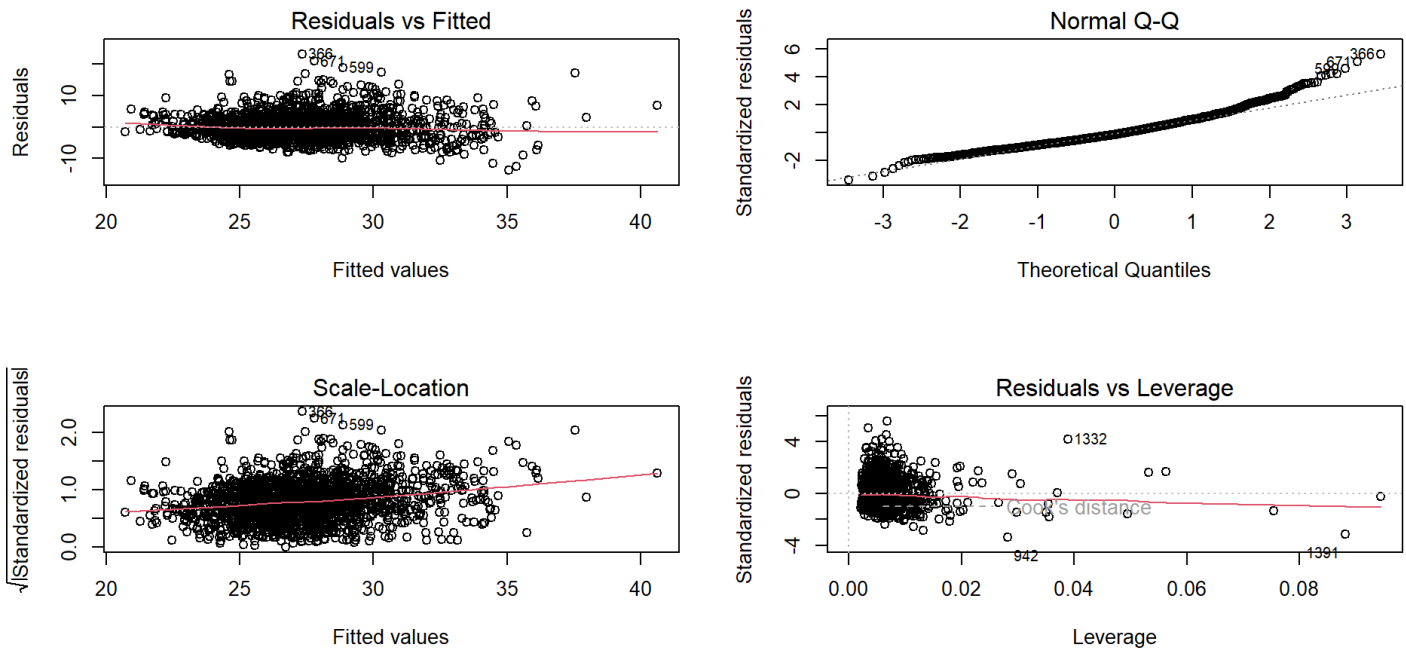 Residuals vs Fitted
Residuals
10
-10
366
671
599
20 25 30 35 40
Fitted values
Normal Q-Q
Standardized residuals
6
4
2
-2
599
671
366
-3 -2 -1 0 1 2 3
Theoretical Quantiles
Scale-Location
√|Standardized residuals|
2.0
1.0
0.0
366
671
599
20 25 30 35 40
Fitted values
Residuals vs Leverage
Standardized residuals
4
0
-4
1332
Cook's distance
942
1391
0.00 0.02 0.04 0.06 0.08
Leverage